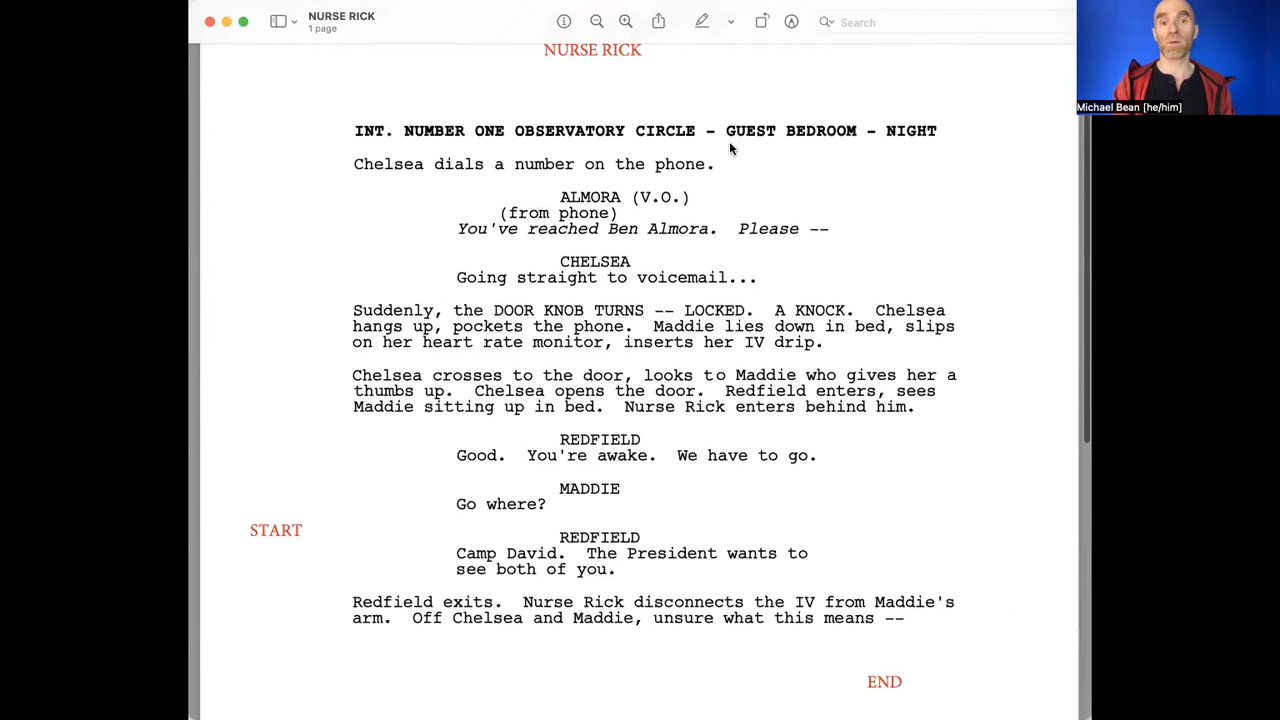 NURSE RICK
1 page
Search
Michael Bean [he/him]
NURSE RICK
INT. NUMBER ONE OBSERVATORY CIRCLE – GUEST BEDROOM – NIGHT
Chelsea dials a number on the phone.
ALMORA (V.O.)
(from phone)
You've reached Ben Almora.  Please --
CHELSEA
Going straight to voicemail...
Suddenly, the DOOR KNOB TURNS -- LOCKED.  A KNOCK.  Chelsea
hangs up, pockets the phone.  Maddie lies down in bed, slips
on her heart rate monitor, inserts her IV drip.
Chelsea crosses to the door, looks to Maddie who gives her a
thumbs up.  Chelsea opens the door.  Redfield enters, sees
Maddie sitting up in bed.  Nurse Rick enters behind him.
REDFIELD
Good.  You're awake.  We have to go.
MADDIE
Go where?
START
REDFIELD
Camp David.  The President wants to
see both of you.
Redfield exits.  Nurse Rick disconnects the IV from Maddie's
arm.  Off Chelsea and Maddie, unsure what this means --
END